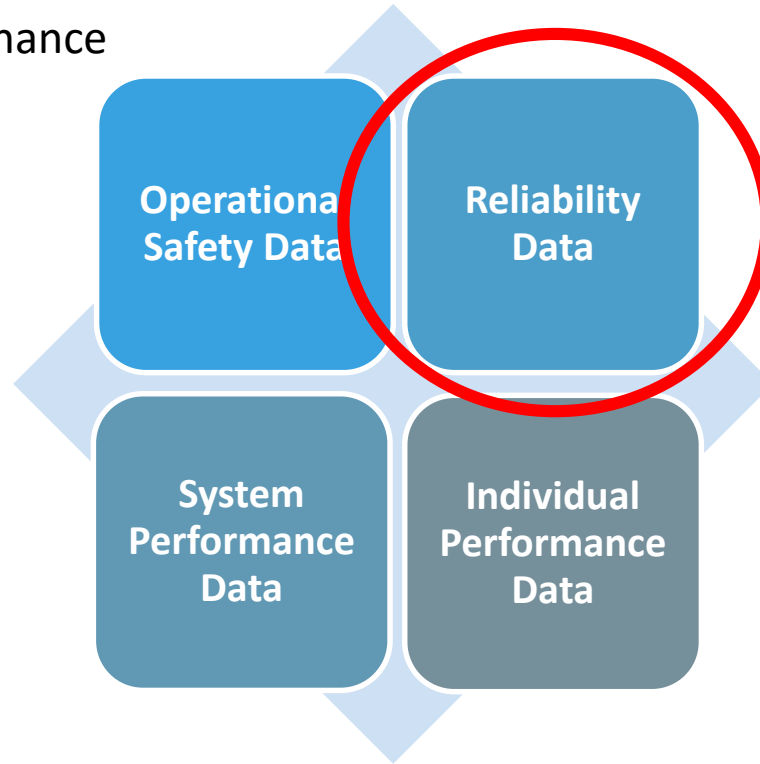 nance
Operationa
Safety Data
Reliability
Data
System
Performance
Data
Individual
Performance
Data